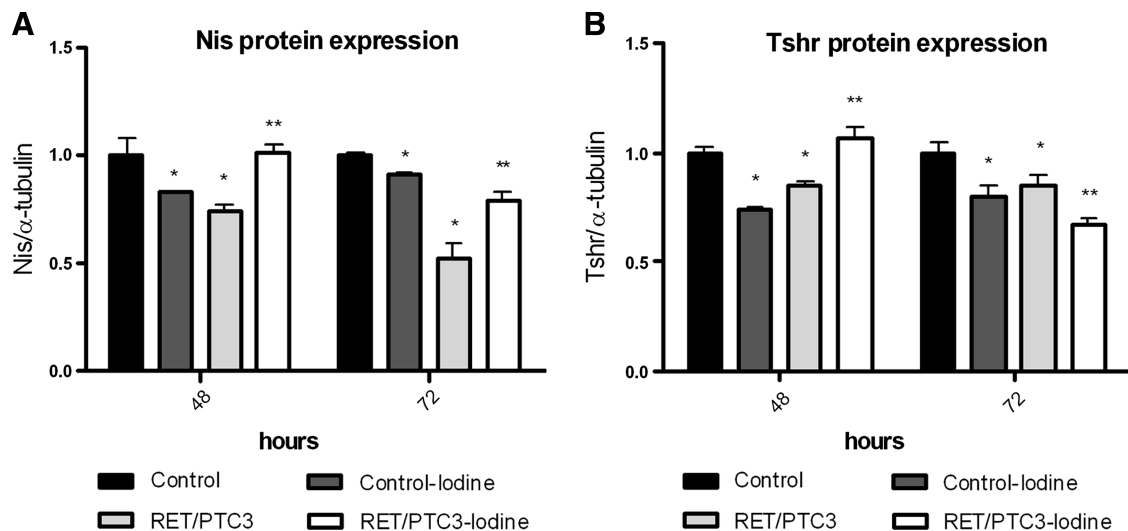 A
Nis protein expression
Nis/α-tubulin
1.5
1.0
0.5
0.0
*
*
**
*
*
**
48
72
hours
Control
Control-Iodine
RET/PTC3
RET/PTC3-Iodine
B
Tshr protein expression
Tshr/α-tubulin
1.5
1.0
0.5
0.0
*
*
**
*
*
**
48
72
hours
Control
Control-Iodine
RET/PTC3
RET/PTC3-Iodine